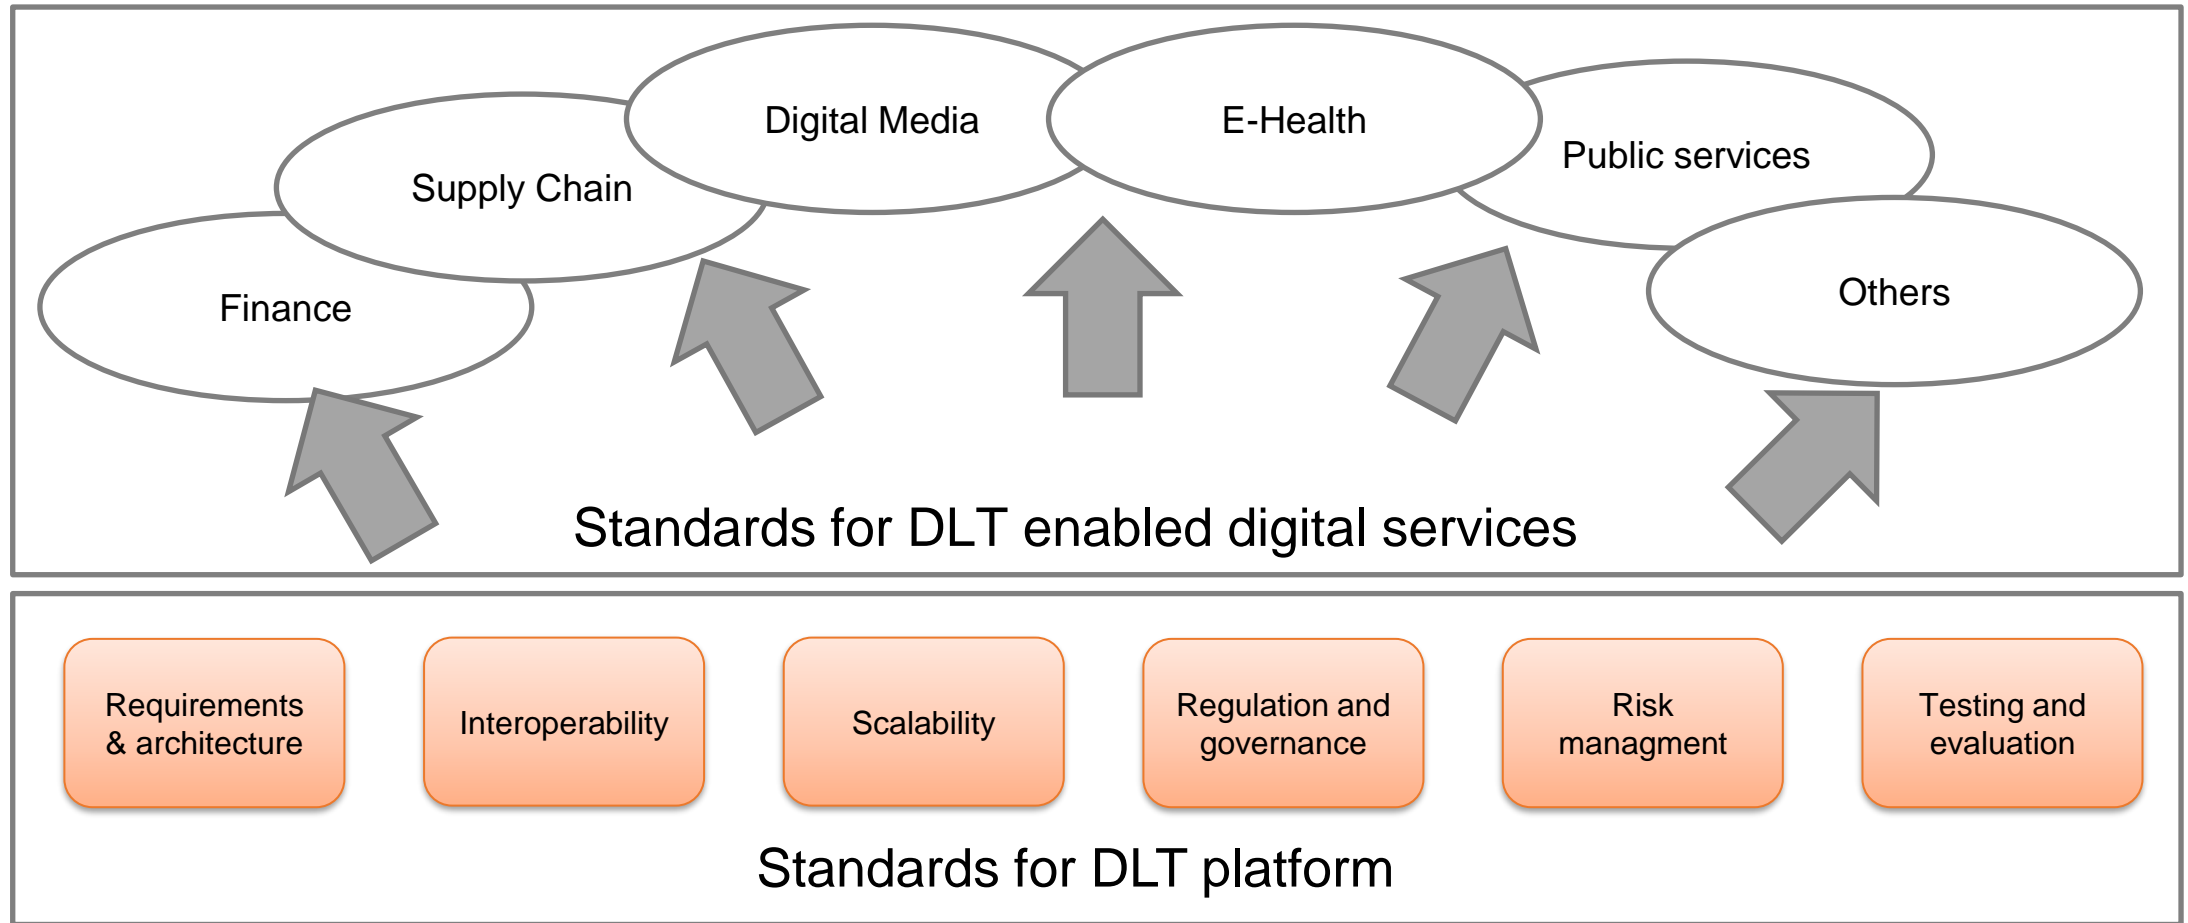 Digital Media
E-Health
Public services
Supply Chain
Finance
Others
Standards for DLT enabled digital services
Requirements
& architecture
Interoperability
Scalability
Regulation and
governance
Risk
managment
Testing and
evaluation
Standards for DLT platform